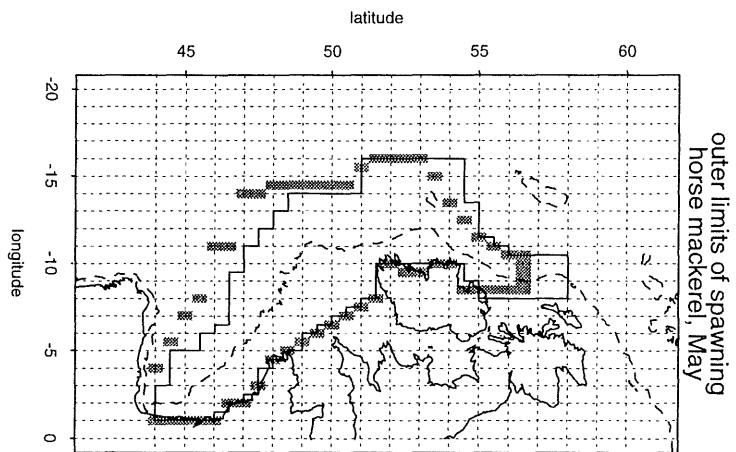 outer limits of spawning
horse mackerel, May
latitude
45 50 55 60
longitude
-20
-15
-10
-5
0